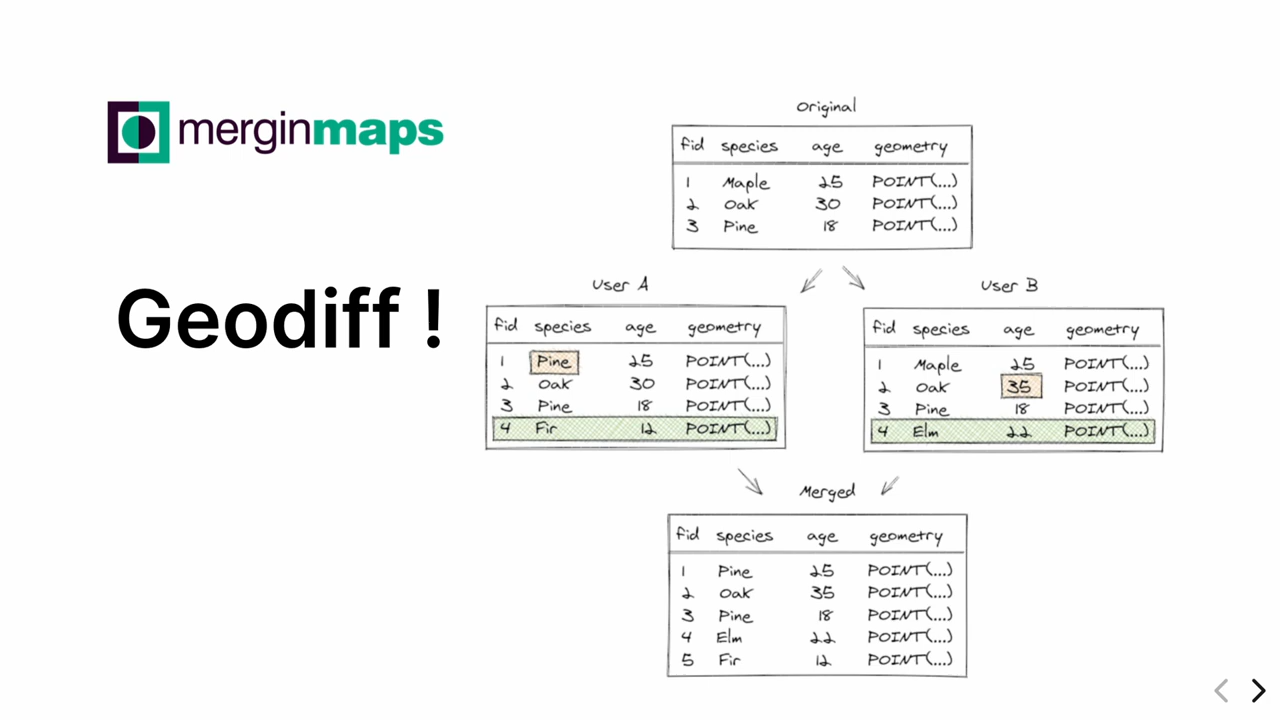 merginmaps
Geodiff !
Original
fid species age geometry
1 Maple 25 POINT(...)
2 Oak 30 POINT(...)
3 Pine 18 POINT(...)
User A
fid species age geometry
1 Pine 25 POINT(...)
2 Oak 30 POINT(...)
3 Pine 18 POINT(...)
4 Fir 12 POINT(...)
User B
fid species age geometry
1 Maple 25 POINT(...)
2 Oak 35 POINT(...)
3 Pine 18 POINT(...)
4 Elm 22 POINT(...)
Merged
fid species age geometry
1 Pine 25 POINT(...)
2 Oak 35 POINT(...)
3 Pine 18 POINT(...)
4 Elm 22 POINT(...)
5 Fir 12 POINT(...)